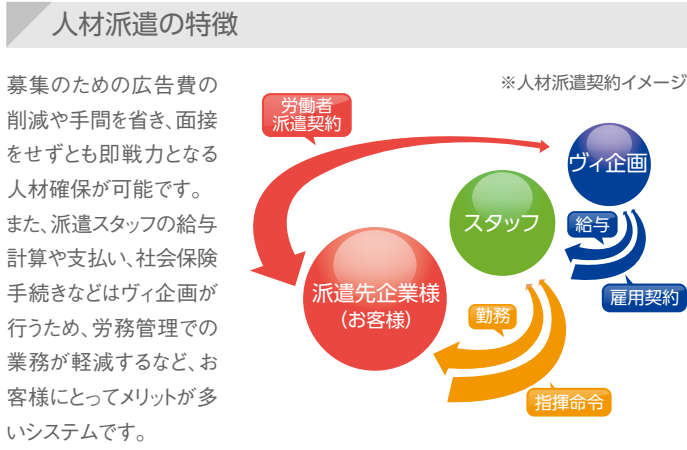 人材派遣の特徴
募集のための広告費の
削減や手間を省き、面接
をせずとも即戦力となる
人材確保が可能です。
また、派遣スタッフの給与
計算や支払い、社会保険
手続きなどはヴィ企画が
行うため、労務管理での
業務が軽減するなど、お
客様にとってメリットが多
いシステムです。
※人材派遣契約イメージ
労働者
派遣契約
ヴィ企画
スタッフ
給与
雇用契約
派遣先企業様
（お客様）
勤務
指揮命令